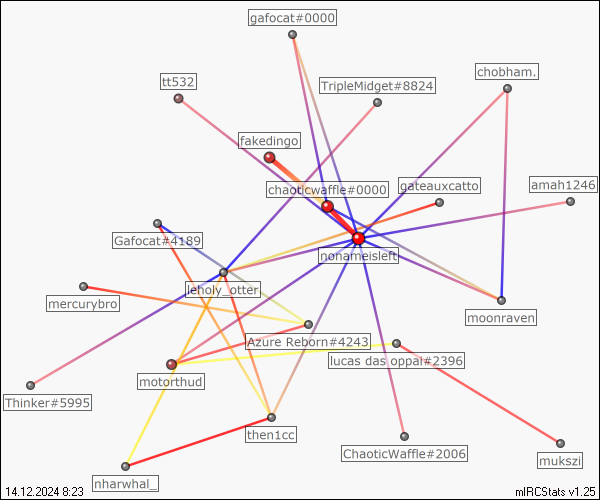 gafocat#0000
chobham.
tt532
TripleMidget#8824
fakedingo
chaoticwaffle#0000
gateauxcatto
amah1246
Gafocat#4189
nonameisleft
leholy_otter
mercurybro
moonraven
Azure Reborn#4243
lucas das oppai#2396
motorthud
Thinker#5995
then1cc
ChaoticWaffle#2006
mukszi
nharwhal_
14.12.2024 8:23
mIRCStats v1.25